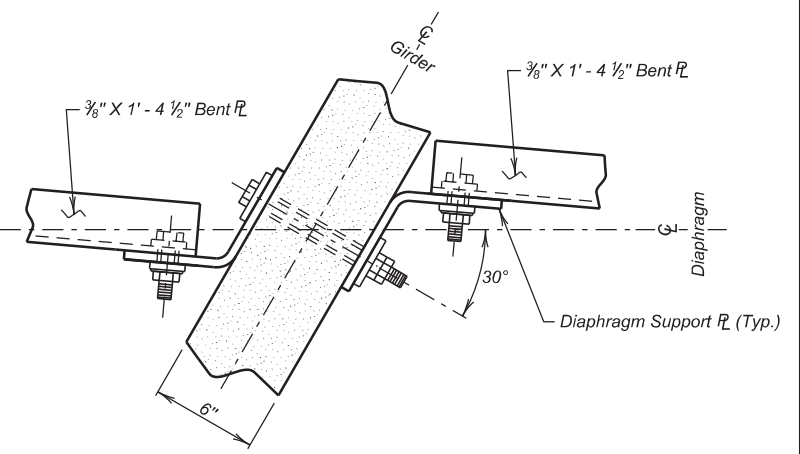 ℄
Girder
⅜" X 1' - 4 ½" Bent ⅊
⅜" X 1' - 4 ½" Bent ⅊
℄
Diaphragm
30°
Diaphragm Support ⅊ (Typ.)
6"